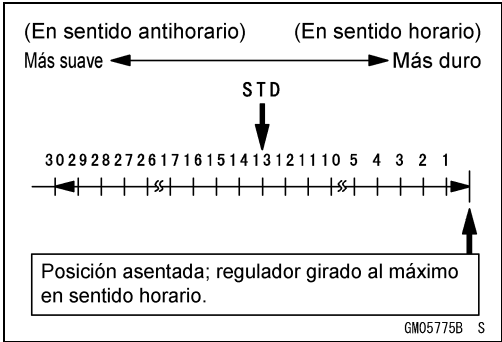 (En sentido antihorario) (En sentido horario)
Más suave Más duro
STD
30 29 28 27 26 17 16 15 14 13 12 11 10 5 4 3 2 1
Posición asentada; regulador girado al máximo
en sentido horario.
GM05775B S